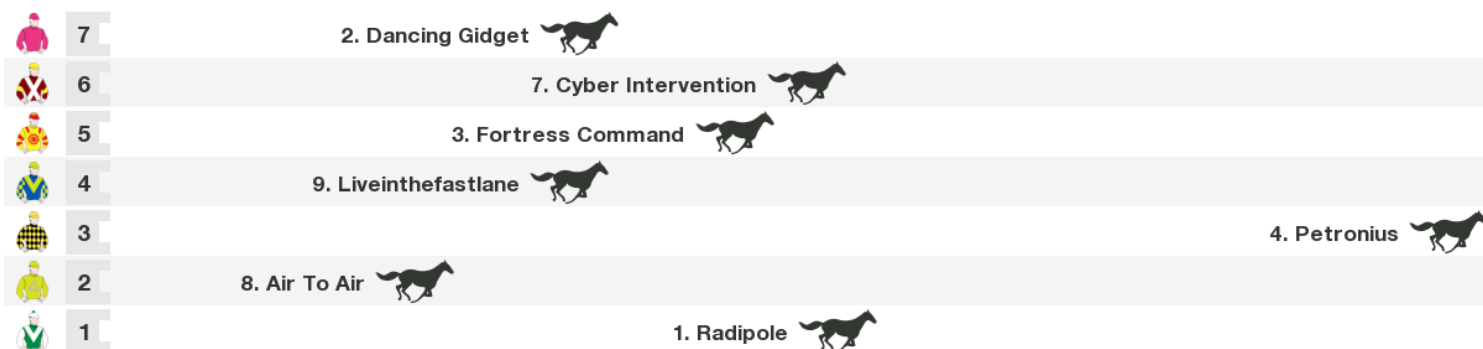 7 2. Dancing Gidget
6 7. Cyber Intervention
5 3. Fortress Command
4 9. Liveinthefastlane
3 4. Petronius
2 8. Air To Air
1 1. Radipole